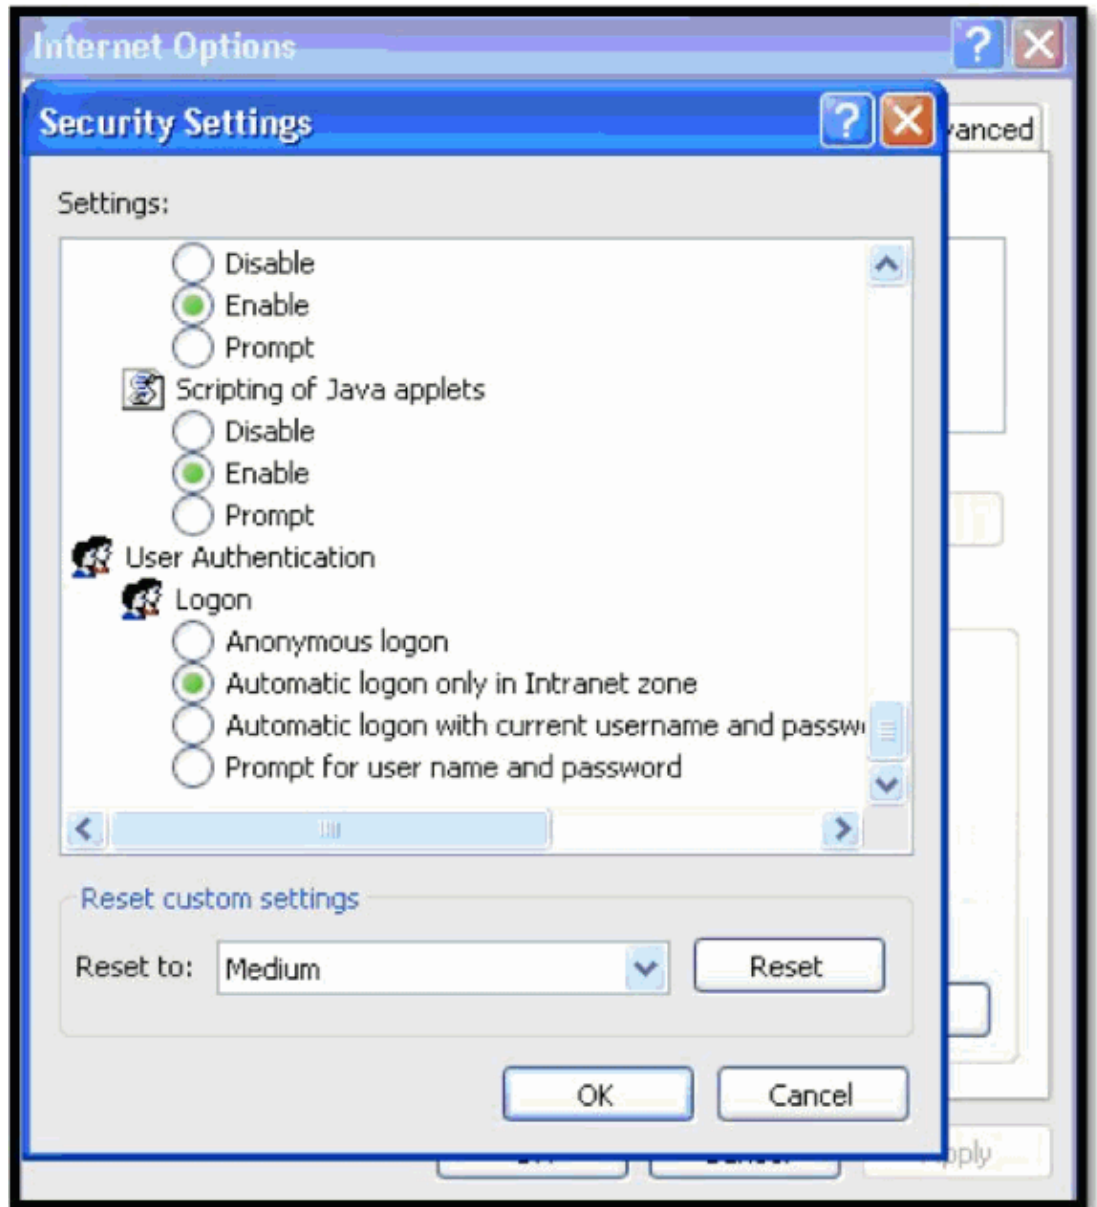 Internet Options
Security Settings
vanced
Settings:
Disable
Enable
Prompt
Scripting of Java applets
Disable
Enable
Prompt
User Authentication
Logon
Anonymous logon
Automatic logon only in Intranet zone
Automatic logon with current username and passw
Prompt for user name and password
Reset custom settings
Reset to:
Medium
Reset
OK
Cancel
pply